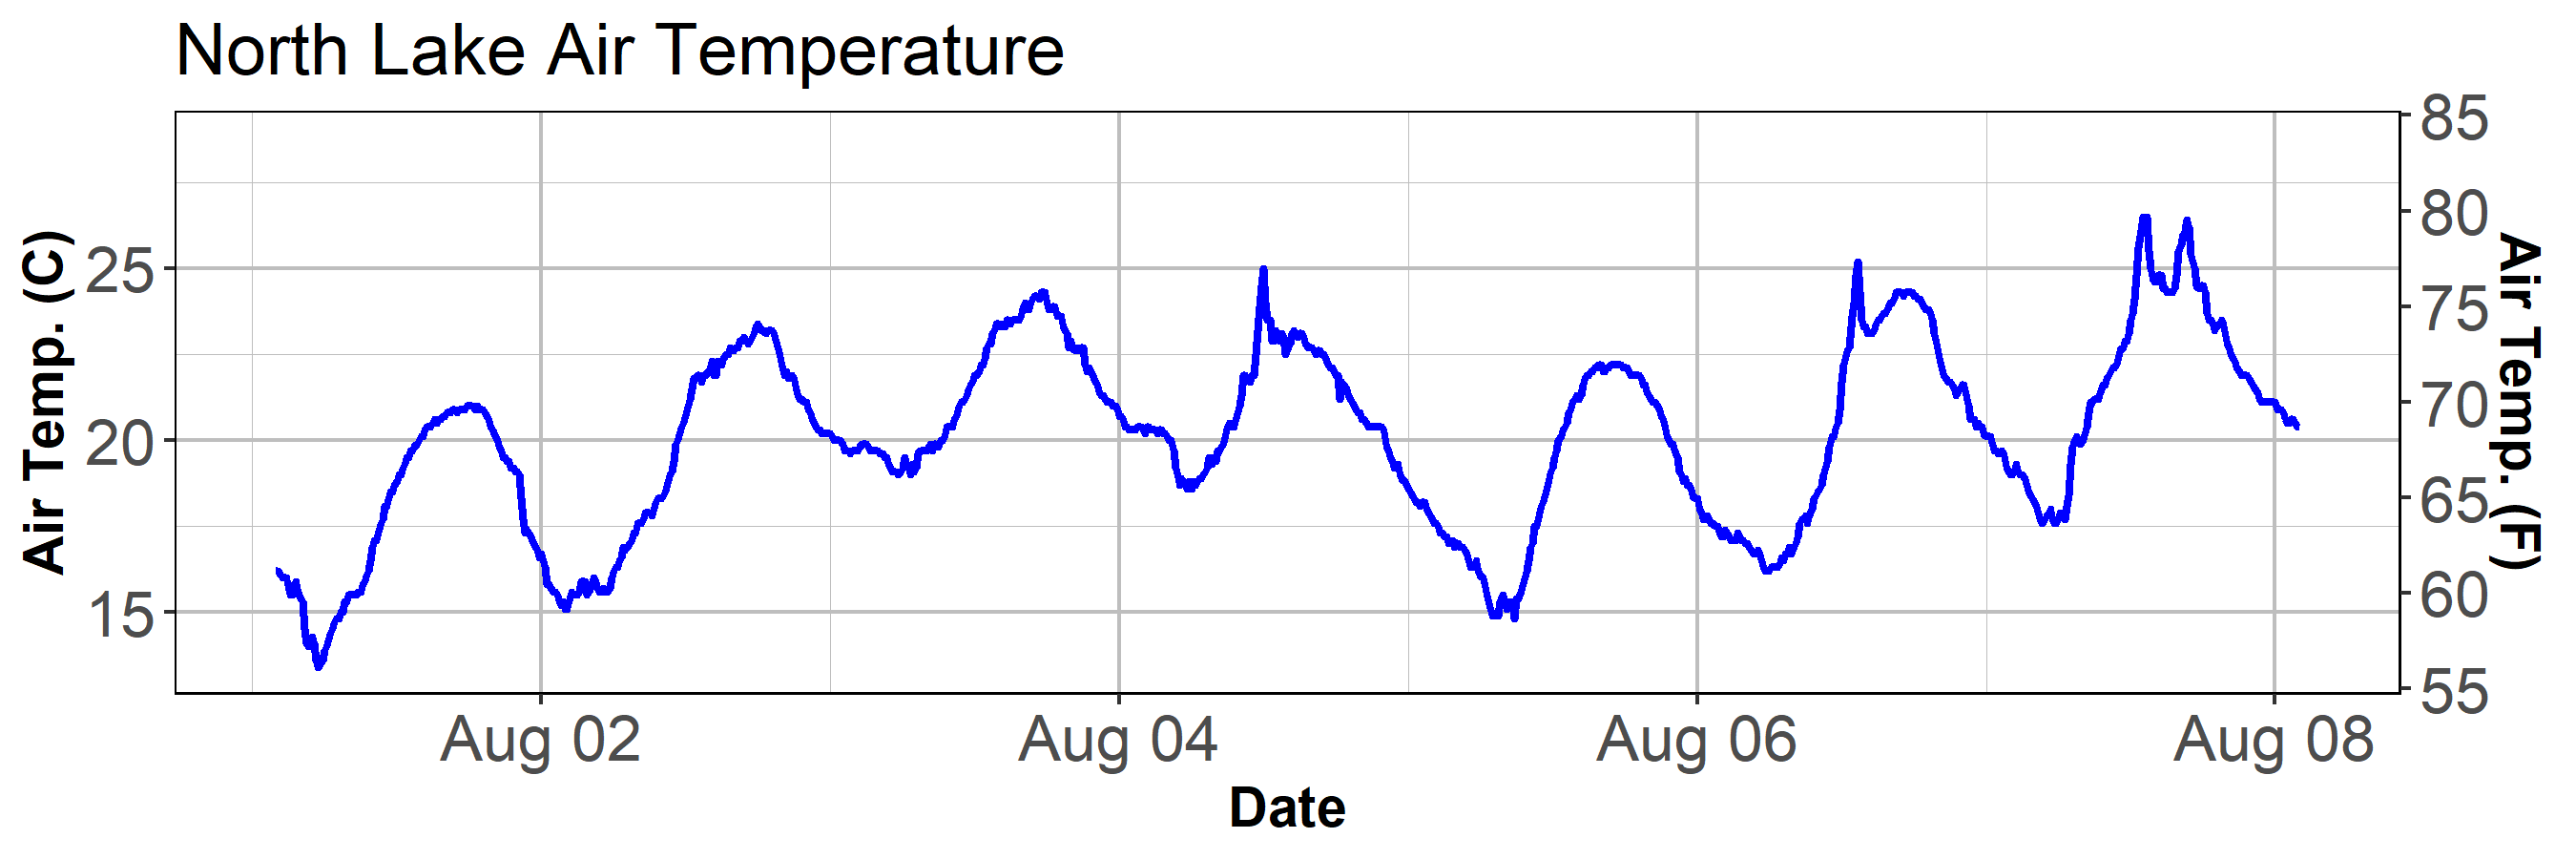 North Lake Air Temperature
Air Temp. (C)
25
20
15
85
80
75
70
65
60
55
Air Temp. (F)
Aug 02
Aug 04
Aug 06
Aug 08
Date